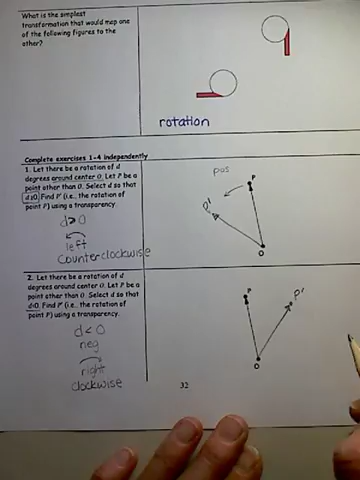 What is the simplest
transformation that would map one
of the following figures to the
other?
rotation
Complete exercises 1-4 independently
1. Let there be a rotation of d
degrees around center O. Let P be a
point other than O. Select d so that
d≥0. Find P' (i.e., the rotation of
point P) using a transparency.
d>0
left
Counterclockwise
pos
P
P'
O
2. Let there be a rotation of d
degrees around center O. Let P be a
point other than O. Select d so that
d<0. Find P' (i.e., the rotation of
point P) using a transparency.
d < 0
neg
right
clockwise
P
P'
O
32